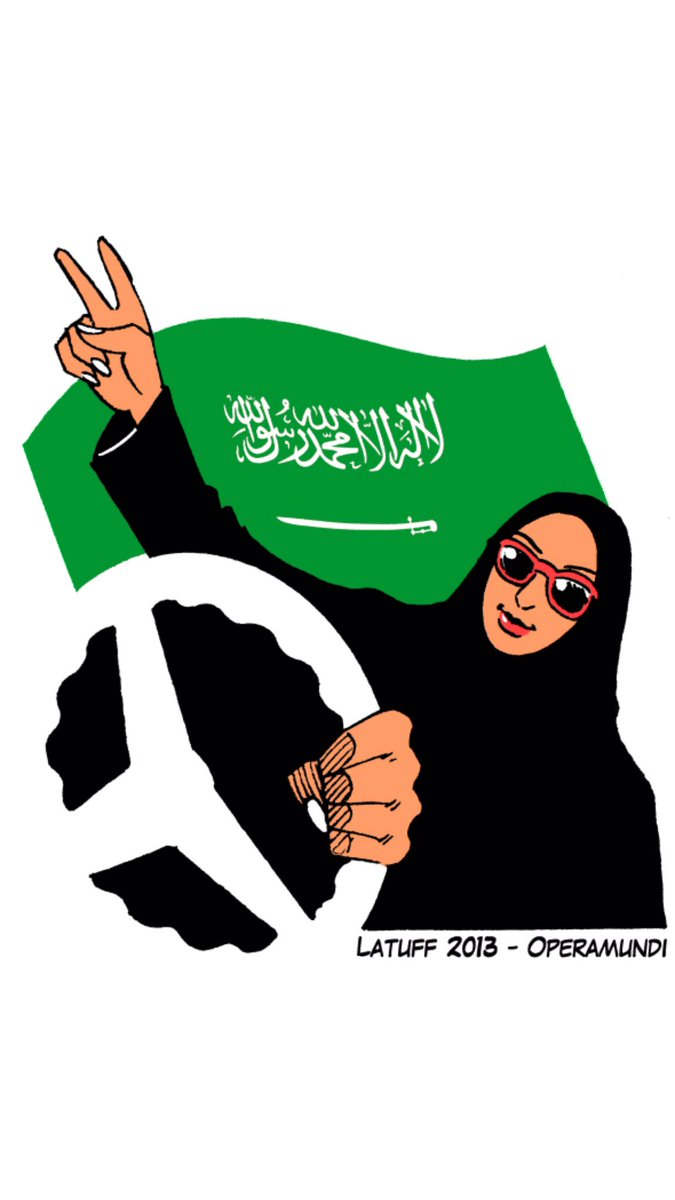 لا إله إلا الله محمد رسول الله
LATUFF 2013 - OPERAMUNDI